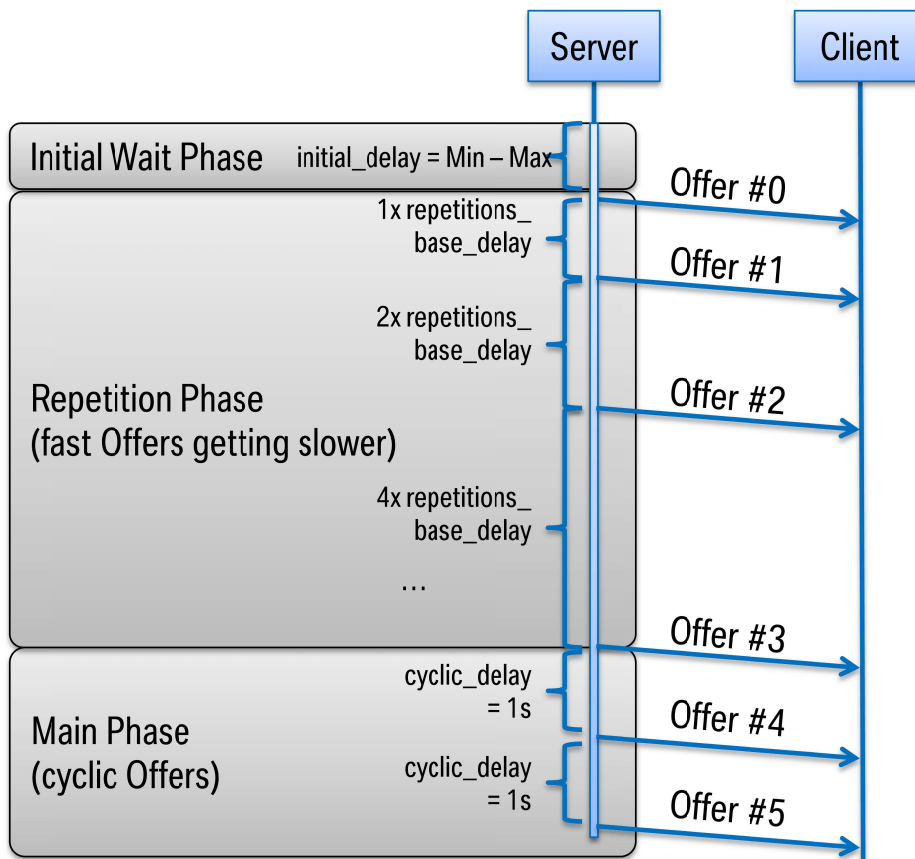 Server
Client
Initial Wait Phase
initial_delay = Min – Max
Offer #0
1x repetitions_
base_delay
Offer #1
2x repetitions_
base_delay
Offer #2
Repetition Phase
(fast Offers getting slower)
4x repetitions_
base_delay
...
Offer #3
cyclic_delay
= 1s
Offer #4
Main Phase
(cyclic Offers)
cyclic_delay
= 1s
Offer #5